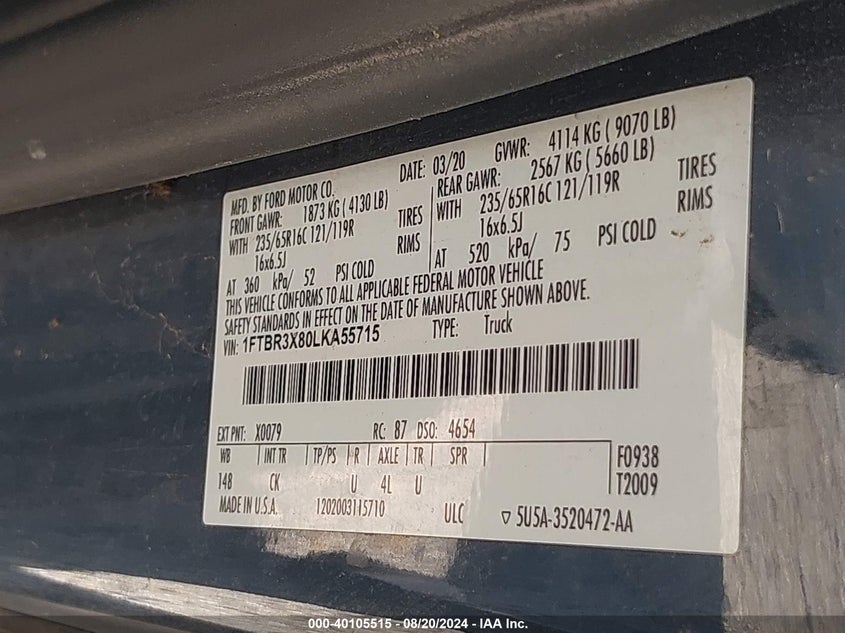 MFD. BY FORD MOTOR CO. DATE: 03/20 GVWR: 4114 KG ( 9070 LB)
FRONT GAWR: 1873 KG ( 4130 LB) REAR GAWR: 2567 KG ( 5660 LB)
WITH 235/65R16C 121/119R TIRES WITH 235/65R16C 121/119R TIRES
16x6.5J RIMS 16x6.5J RIMS
AT 360 kPa/ 52 PSI COLD AT 520 kPa/ 75 PSI COLD
THIS VEHICLE CONFORMS TO ALL APPLICABLE FEDERAL MOTOR VEHICLE
SAFETY STANDARDS IN EFFECT ON THE DATE OF MANUFACTURE SHOWN ABOVE.
VIN: 1FTBR3X80LKA55715 TYPE: Truck
EXT PNT: X0079 RC: 87 DSO: 4654
WB INT TR TP/PS R AXLE TR SPR F0938
148 CK U 4L U T2009
MADE IN U.S.A. 1202003115710 ULC 5U5A-3520472-AA
000-40105515 - 08/20/2024 - IAA Inc.